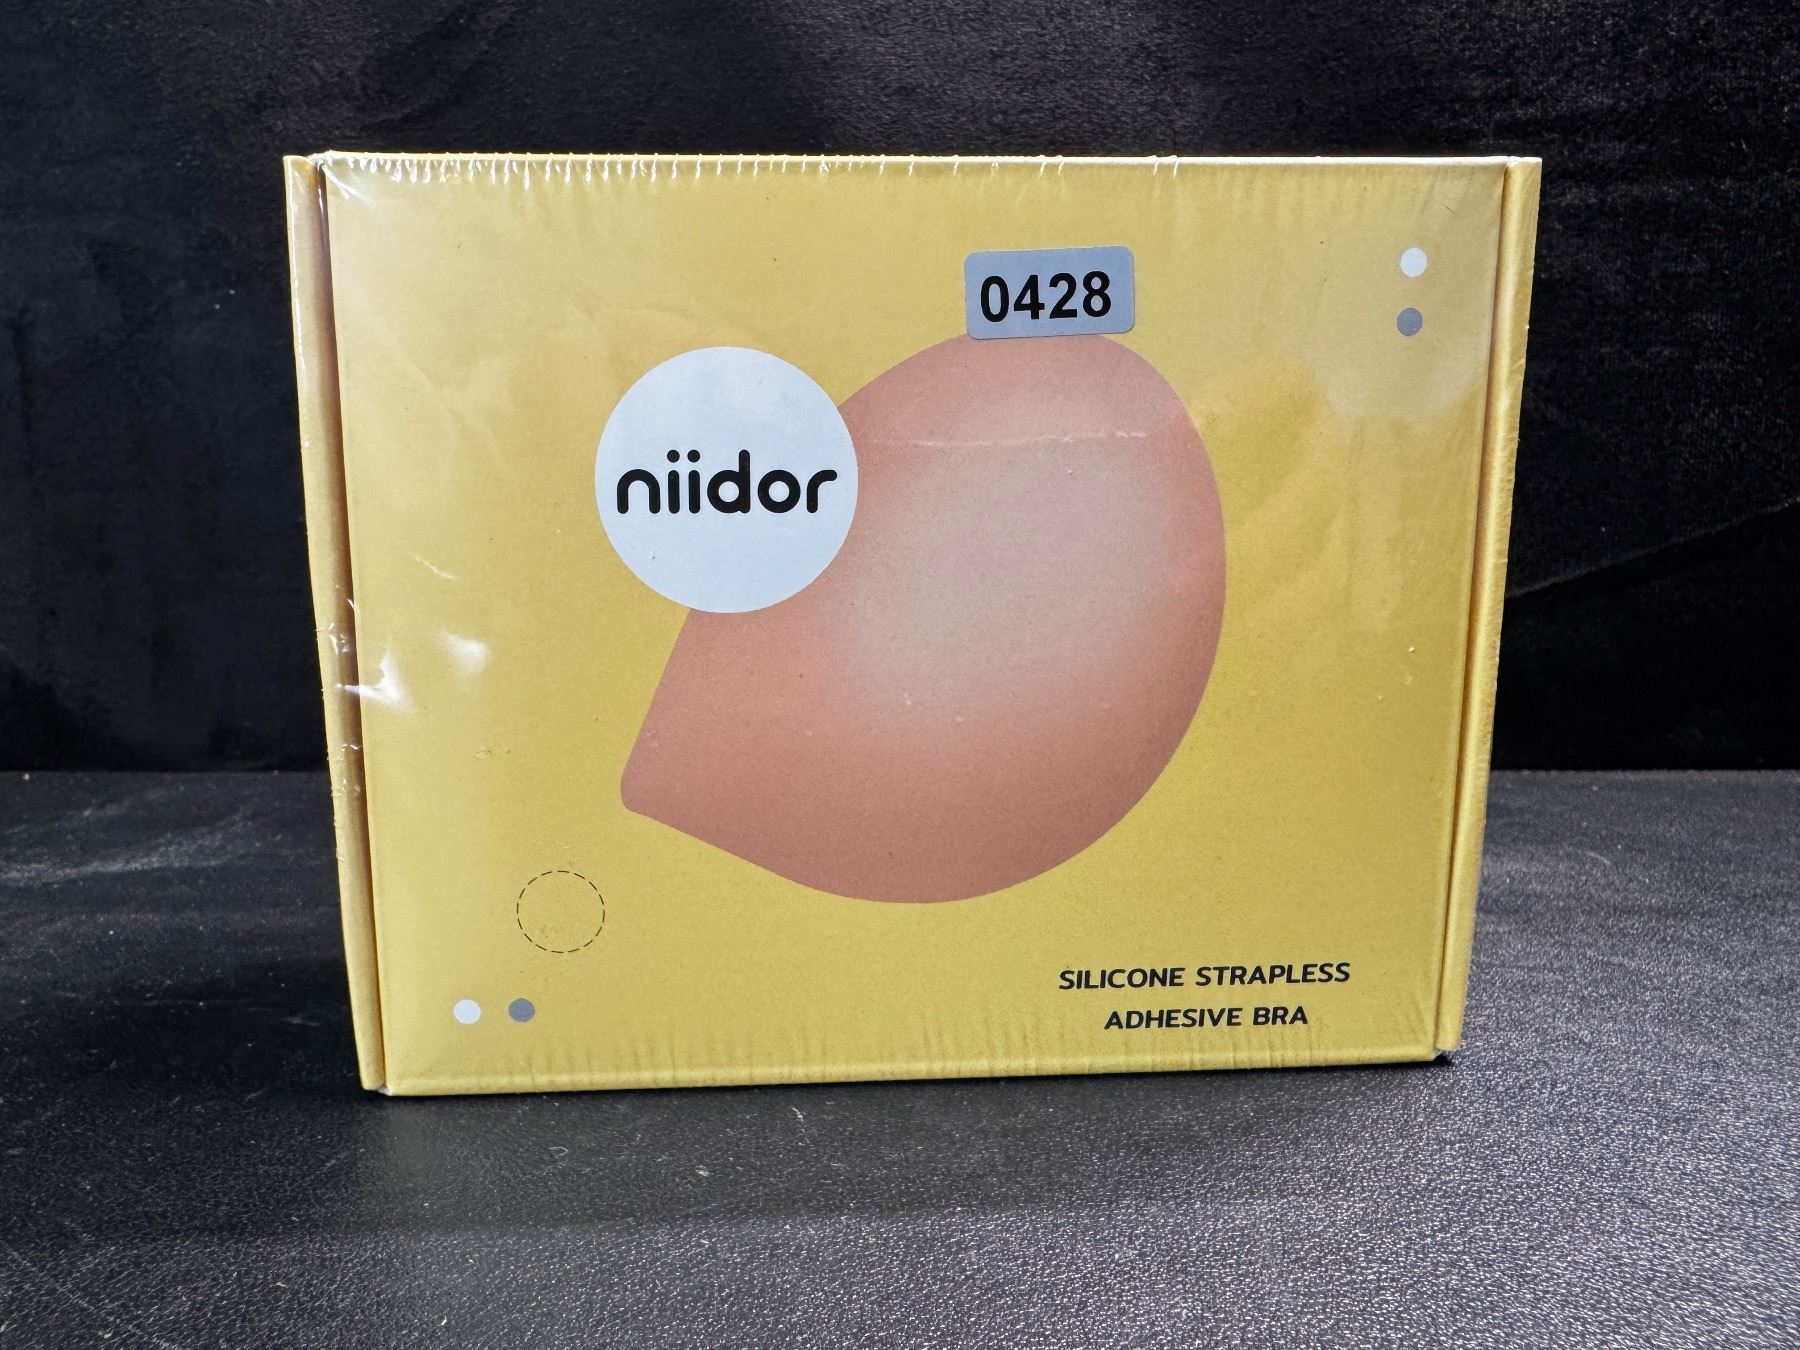 0428
niidor
SILICONE STRAPLESS
ADHESIVE BRA